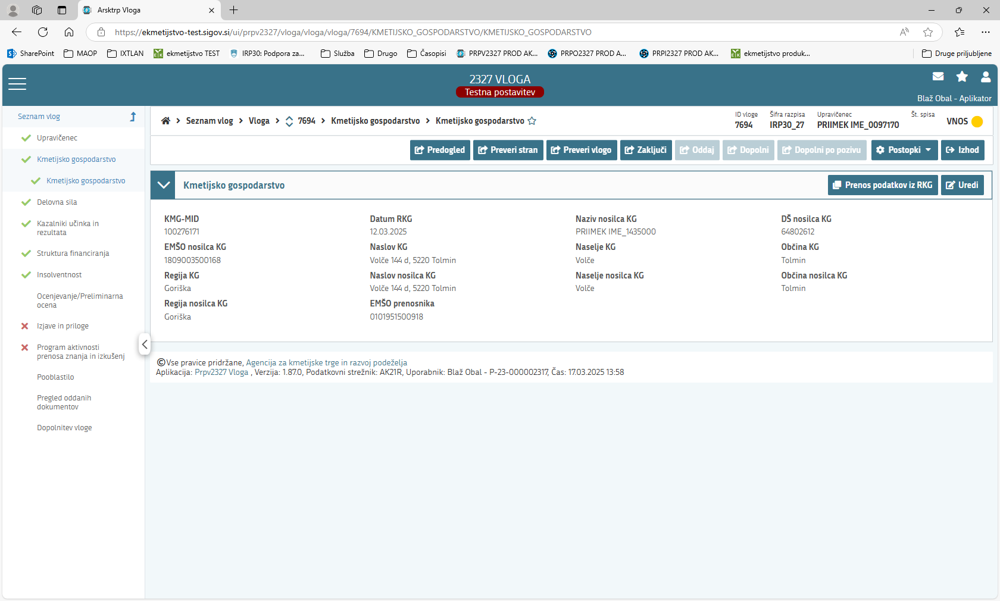 Arsktrp Vloga
https://ekmetijstvo-test.sigov.si/ui/prpv2327/vloga/vloga/vloga/7694/KMETIJSKO_GOSPODARSTVO/KMETIJSKO_GOSPODARSTVO
SharePoint MAOP IXTLAN ekmetijstvo TEST IRP30: Podpora za... Služba Drugo Časopisi PRPV2327 PROD AK... PRPO2327 PROD A... PRPI2327 PROD AK... ekmetijstvo produk... Druge priljubljene
2327 VLOGA
Testna postavitev
Blaž Obal - Aplikator
Seznam vlog
Upravičenec
Kmetijsko gospodarstvo
Kmetijsko gospodarstvo
Delovna sila
Kazalniki učinka in
rezultata
Struktura financiranja
Insolventnost
Ocenjevanje/Preliminarna
ocena
Izjave in priloge
Program aktivnosti
prenosa znanja in izkušenj
Pooblastilo
Pregled oddanih
dokumentov
Dopolnitev vloge
Seznam vlog Vloga 7694 Kmetijsko gospodarstvo Kmetijsko gospodarstvo
ID vloge Šifra razpisa Upravičenec Št. spisa
7694 IRP30_27 PRIIMEK IME_0097170 VNOS
Predogled Preveri stran Preveri vlogo Zaključi Oddaj Dopolni Dopolni po pozivu Postopki Izhod
Kmetijsko gospodarstvo Prenos podatkov iz RKG Uredi
KMG-MID Datum RKG Naziv nosilca KG DŠ nosilca KG
100276171 12.03.2025 PRIIMEK IME_1435000 64802612
EMŠO nosilca KG Naslov KG Naselje KG Občina KG
1809003500168 Volče 144 d, 5220 Tolmin Volče Tolmin
Regija KG Naslov nosilca KG Naselje nosilca KG Občina nosilca KG
Goriška Volče 144 d, 5220 Tolmin Volče Tolmin
Regija nosilca KG EMŠO prenosnika
Goriška 0101951500918
©Vse pravice pridržane, Agencija za kmetijske trge in razvoj podeželja
Aplikacija: Prpv2327 Vloga , Verzija: 1.87.0, Podatkovni strežnik: AK21R, Uporabnik: Blaž Obal - P-23-000002317, Čas: 17.03.2025 13:58